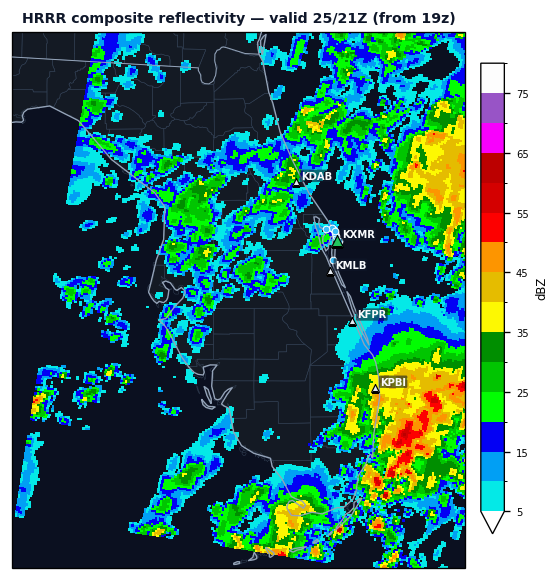 HRRR composite reflectivity — valid 25/21Z (from 19z)
KDAB
KXMR
KMLB
KFPR
KPBI
75
65
55
45
35
25
15
5
dBZ